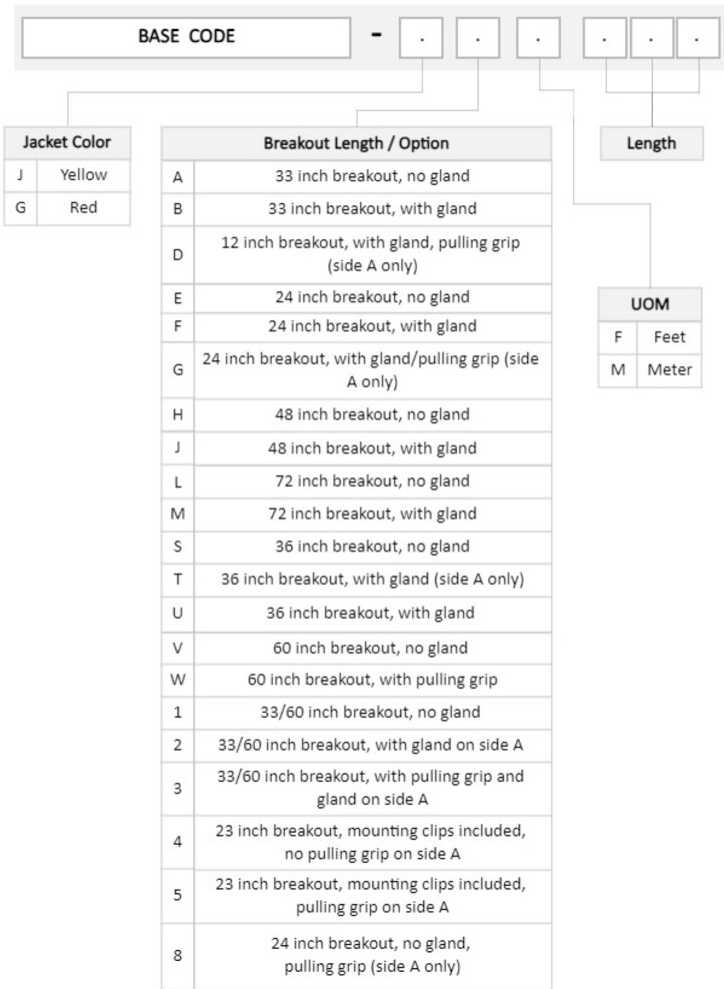 BASE CODE - . . . . . .
Jacket Color
J Yellow
G Red
Breakout Length / Option
A 33 inch breakout, no gland
B 33 inch breakout, with gland
D 12 inch breakout, with gland, pulling grip
(side A only)
E 24 inch breakout, no gland
F 24 inch breakout, with gland
G 24 inch breakout, with gland/pulling grip (side
A only)
H 48 inch breakout, no gland
J 48 inch breakout, with gland
L 72 inch breakout, no gland
M 72 inch breakout, with gland
S 36 inch breakout, no gland
T 36 inch breakout, with gland (side A only)
U 36 inch breakout, with gland
V 60 inch breakout, no gland
W 60 inch breakout, with pulling grip
1 33/60 inch breakout, no gland
2 33/60 inch breakout, with gland on side A
3 33/60 inch breakout, with pulling grip and
gland on side A
4 23 inch breakout, mounting clips included,
no pulling grip on side A
5 23 inch breakout, mounting clips included,
pulling grip on side A
8 24 inch breakout, no gland,
pulling grip (side A only)
Length
UOM
F Feet
M Meter